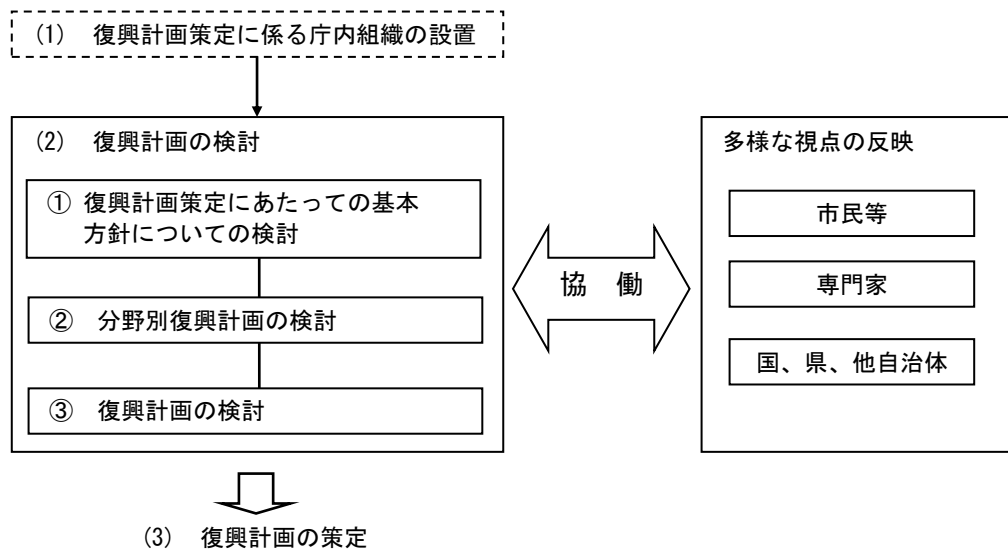 (1) 復興計画策定に係る庁内組織の設置
(2) 復興計画の検討
① 復興計画策定にあたっての基本
方針についての検討
② 分野別復興計画の検討
③ 復興計画の検討
協 働
多様な視点の反映
市民等
専門家
国、県、他自治体
(3) 復興計画の策定